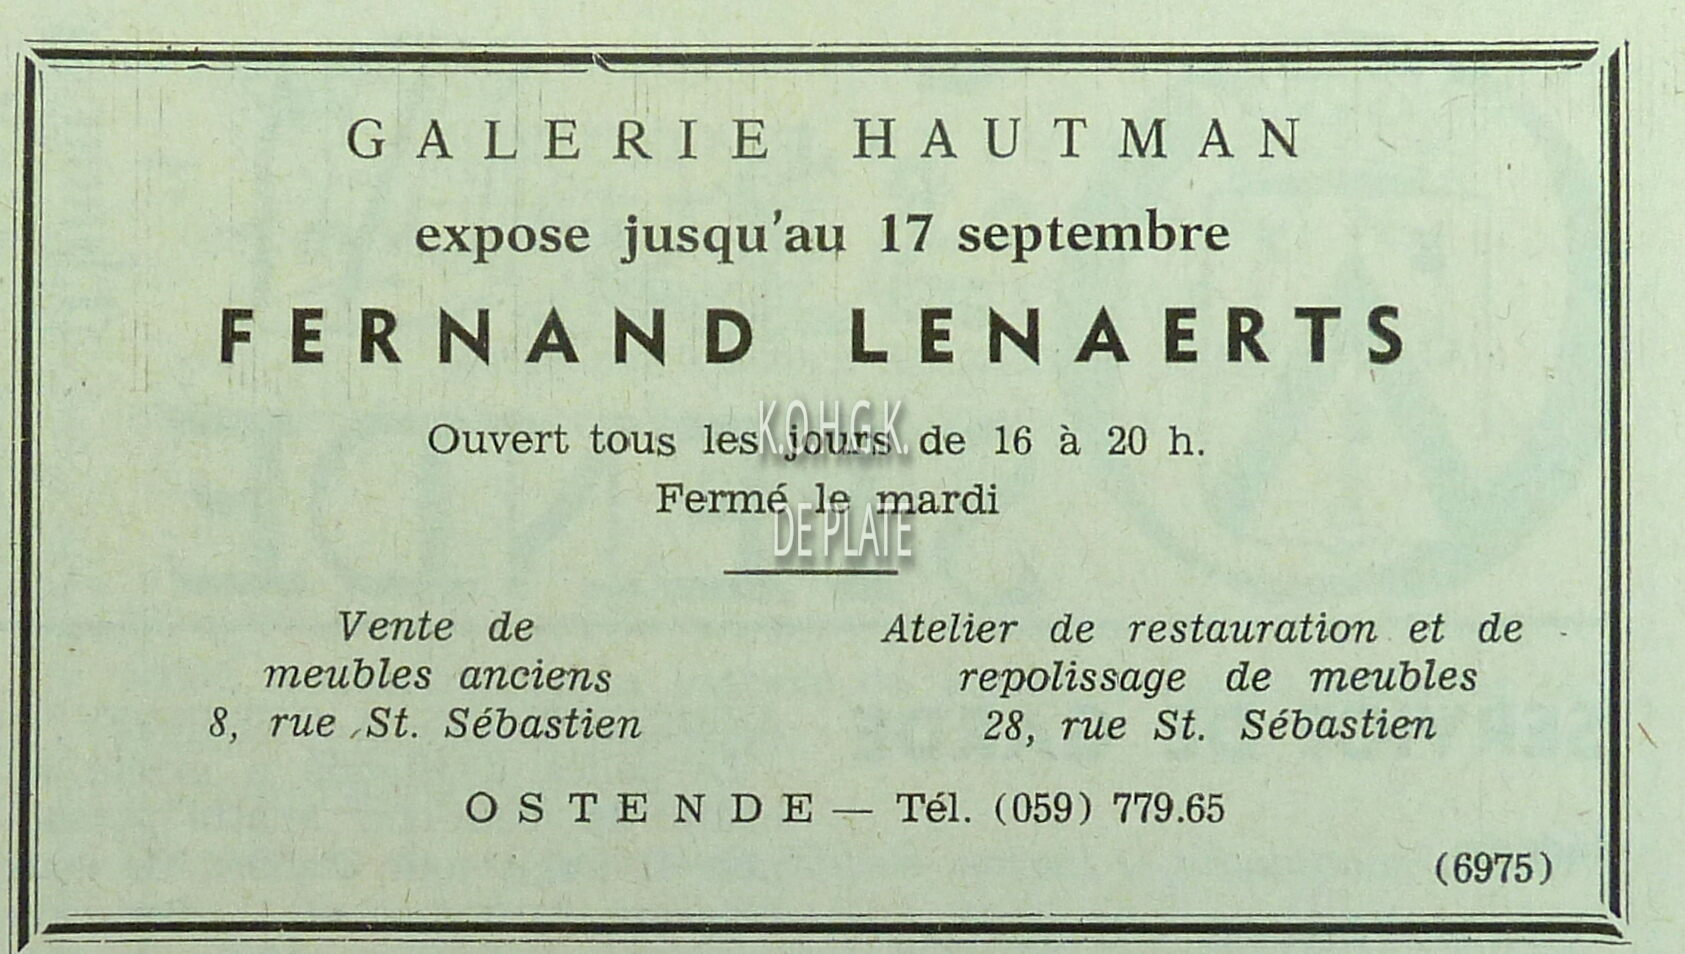 GALERIE HAUTMAN
expose jusqu'au 17 septembre
FERNAND LENAERTS
Ouvert tous les jours de 16 à 20 h.
Fermé le mardi
K.O.H.G.K.
DE PLATE
Vente de
meubles anciens
8, rue St. Sébastien
Atelier de restauration et de
repolissage de meubles
28, rue St. Sébastien
OSTENDE — Tél. (059) 779.65
(6975)